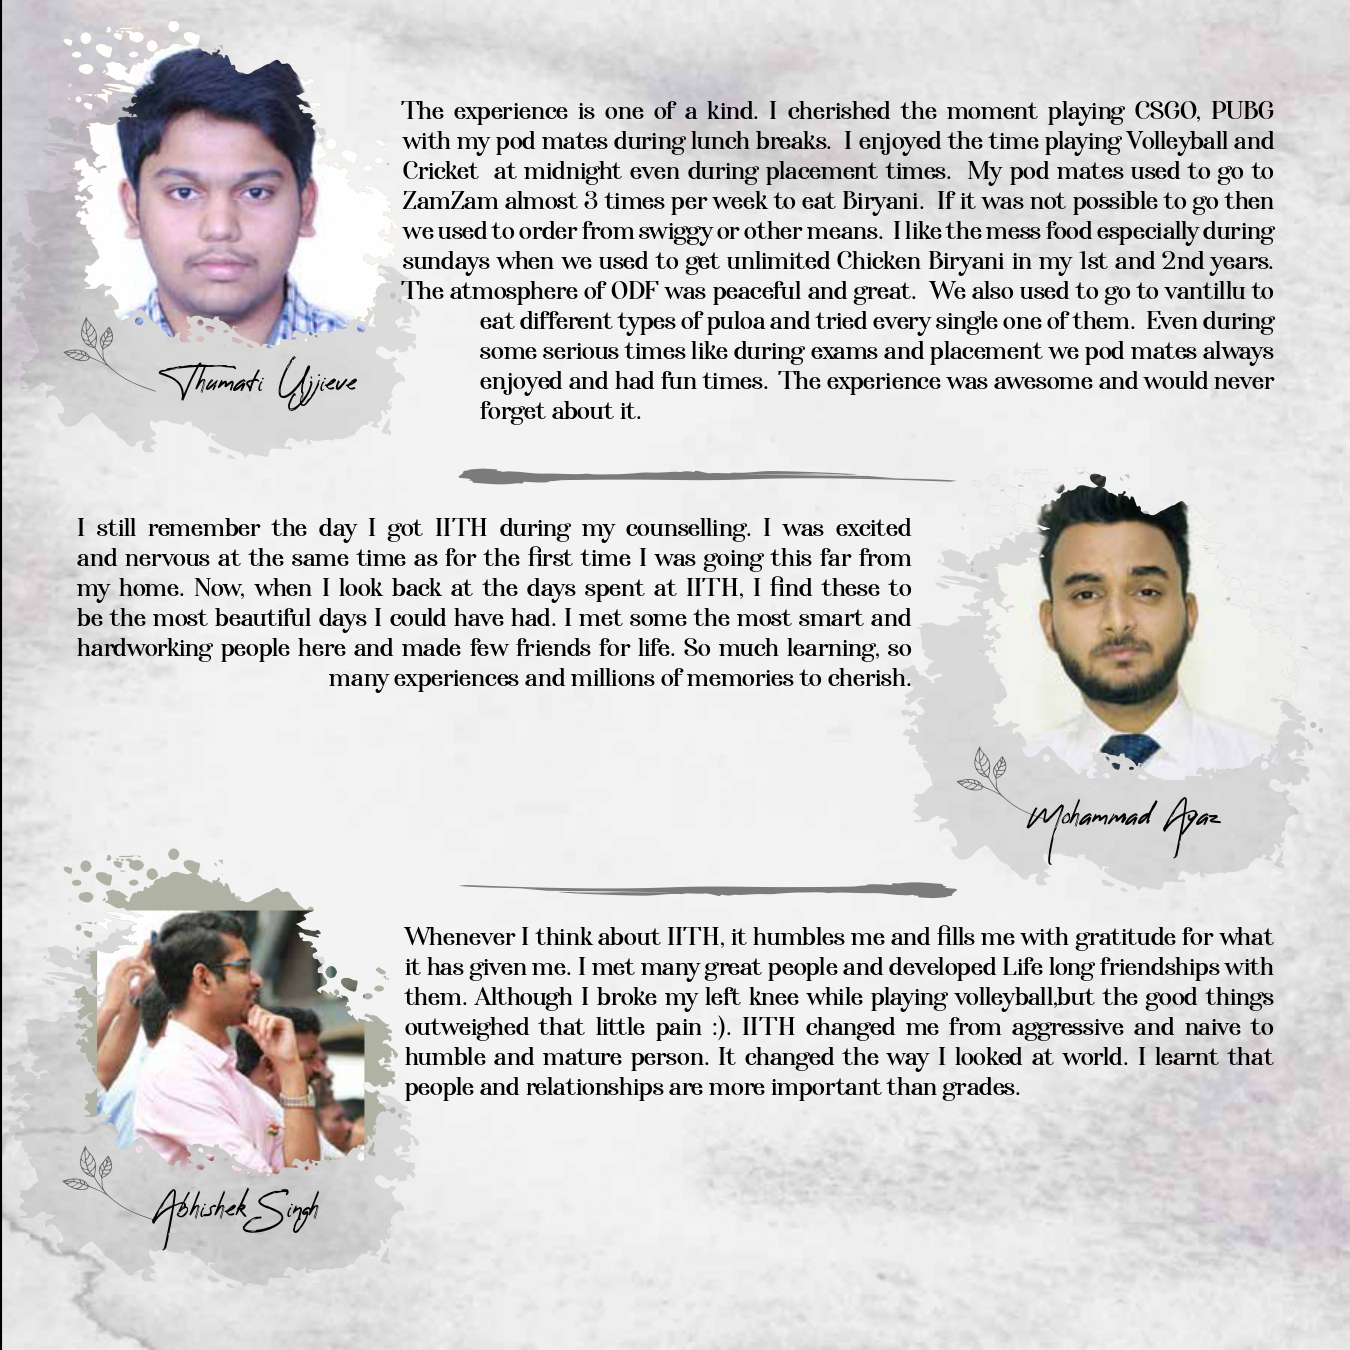 The experience is one of a kind. I cherished the moment playing CSGO, PUBG
with my pod mates during lunch breaks.  I enjoyed the time playing Volleyball and
Cricket  at midnight even during placement times.  My pod mates used to go to
ZamZam almost 3 times per week to eat Biryani.  If it was not possible to go then
we used to order from swiggy or other means.  I like the mess food especially during
sundays when we used to get unlimited Chicken Biryani in my 1st and 2nd years.
The atmosphere of ODF was peaceful and great.  We also used to go to vantillu to
eat different types of puloa and tried every single one of them.  Even during
some serious times like during exams and placement we pod mates always
enjoyed and had fun times.  The experience was awesome and would never
forget about it.
Thumati Ujjieve
I still remember the day I got IITH during my counselling. I was excited
and nervous at the same time as for the first time I was going this far from
my home. Now, when I look back at the days spent at IITH, I find these to
be the most beautiful days I could have had. I met some the most smart and
hardworking people here and made few friends for life. So much learning, so
many experiences and millions of memories to cherish.
Mohammad Ayaz
Whenever I think about IITH, it humbles me and fills me with gratitude for what
it has given me. I met many great people and developed Life long friendships with
them. Although I broke my left knee while playing volleyball,but the good things
outweighed that little pain :). IITH changed me from aggressive and naive to
humble and mature person. It changed the way I looked at world. I learnt that
people and relationships are more important than grades.
Abhishek Singh